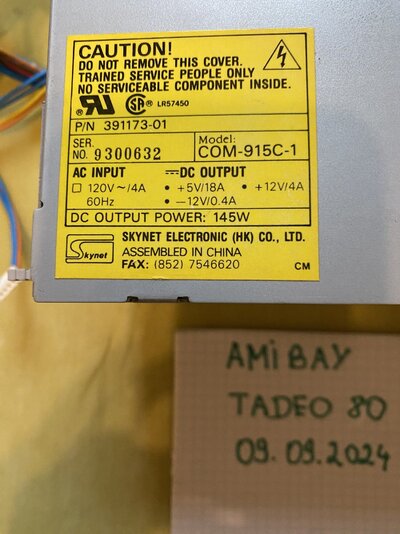 CAUTION!
DO NOT REMOVE THIS COVER.
TRAINED SERVICE PEOPLE ONLY
NO SERVICEABLE COMPONENT INSIDE.
RU ® SA ® LR57450
P/N 391173-01
SER.
NO. 9300632
Model:
COM-915C-1
AC INPUT
□ 120V~/4A
60Hz
⎓DC OUTPUT
• +5V/18A • +12V/4A
• −12V/0.4A
DC OUTPUT POWER: 145W
Skynet
SKYNET ELECTRONIC (HK) CO., LTD.
ASSEMBLED IN CHINA
FAX: (852) 7546620
CM
AMiBAY
TADEO 80
09.09.2024